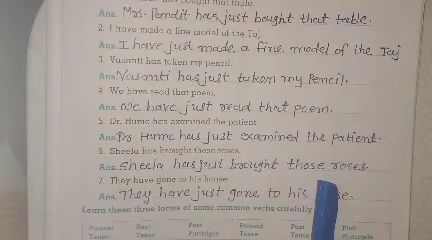 bought that table.
Ans. Mrs. Pandit has just bought that table.
2. I have made a fine model of the Taj.
Ans. I have just made a fine model of the Taj
3. Vasanti has taken my pencil.
Ans. Vasanti has just taken my Pencil.
4. We have read that poem.
Ans. We have just read that poem.
5. Dr. Hume has examined the patient.
Ans. Dr. Hume has just examined the patient.
6. Sheela has brought those roses.
Ans. Sheela has just brought those roses.
7. They have gone to his house.
Ans. They have just gone to his
Learn these three forms of some common verbs carefully
Present Past Past Present Past Past
Tense Tense Participle Tense Tense Participle